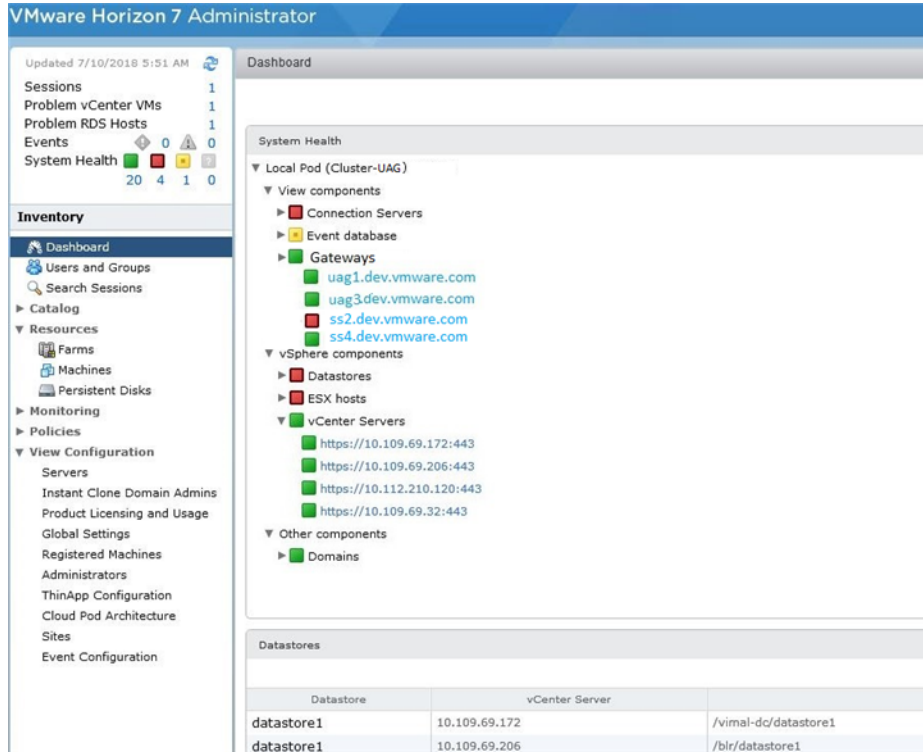 VMware Horizon 7 Administrator
Updated 7/10/2018 5:51 AM
Sessions 1
Problem vCenter VMs 1
Problem RDS Hosts 1
Events 0 0
System Health
20 4 1 0
Inventory
Dashboard
Users and Groups
Search Sessions
Catalog
Resources
Farms
Machines
Persistent Disks
Monitoring
Policies
View Configuration
Servers
Instant Clone Domain Admins
Product Licensing and Usage
Global Settings
Registered Machines
Administrators
ThinApp Configuration
Cloud Pod Architecture
Sites
Event Configuration
Dashboard
System Health
Local Pod (Cluster-UAG)
View components
Connection Servers
Event database
Gateways
uag1.dev.vmware.com
uag3.dev.vmware.com
ss2.dev.vmware.com
ss4.dev.vmware.com
vSphere components
Datastores
ESX hosts
vCenter Servers
https://10.109.69.172:443
https://10.109.69.206:443
https://10.112.210.120:443
https://10.109.69.32:443
Other components
Domains
Datastores
Datastore vCenter Server
datastore1 10.109.69.172 /vimal-dc/datastore1
datastore1 10.109.69.206 /blr/datastore1